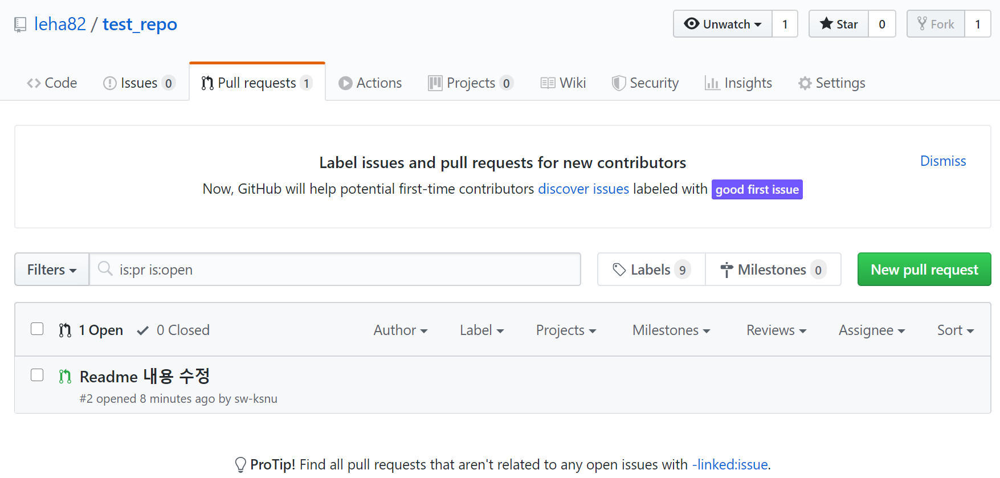 leha82 / test_repo
Unwatch 1 Star 0 Fork 1
Code Issues 0 Pull requests 1 Actions Projects 0 Wiki Security Insights Settings
Label issues and pull requests for new contributors
Dismiss
Now, GitHub will help potential first-time contributors discover issues labeled with good first issue
Filters is:pr is:open Labels 9 Milestones 0 New pull request
1 Open 0 Closed Author Label Projects Milestones Reviews Assignee Sort
Readme 내용 수정
#2 opened 8 minutes ago by sw-ksnu
ProTip! Find all pull requests that aren't related to any open issues with -linked:issue.